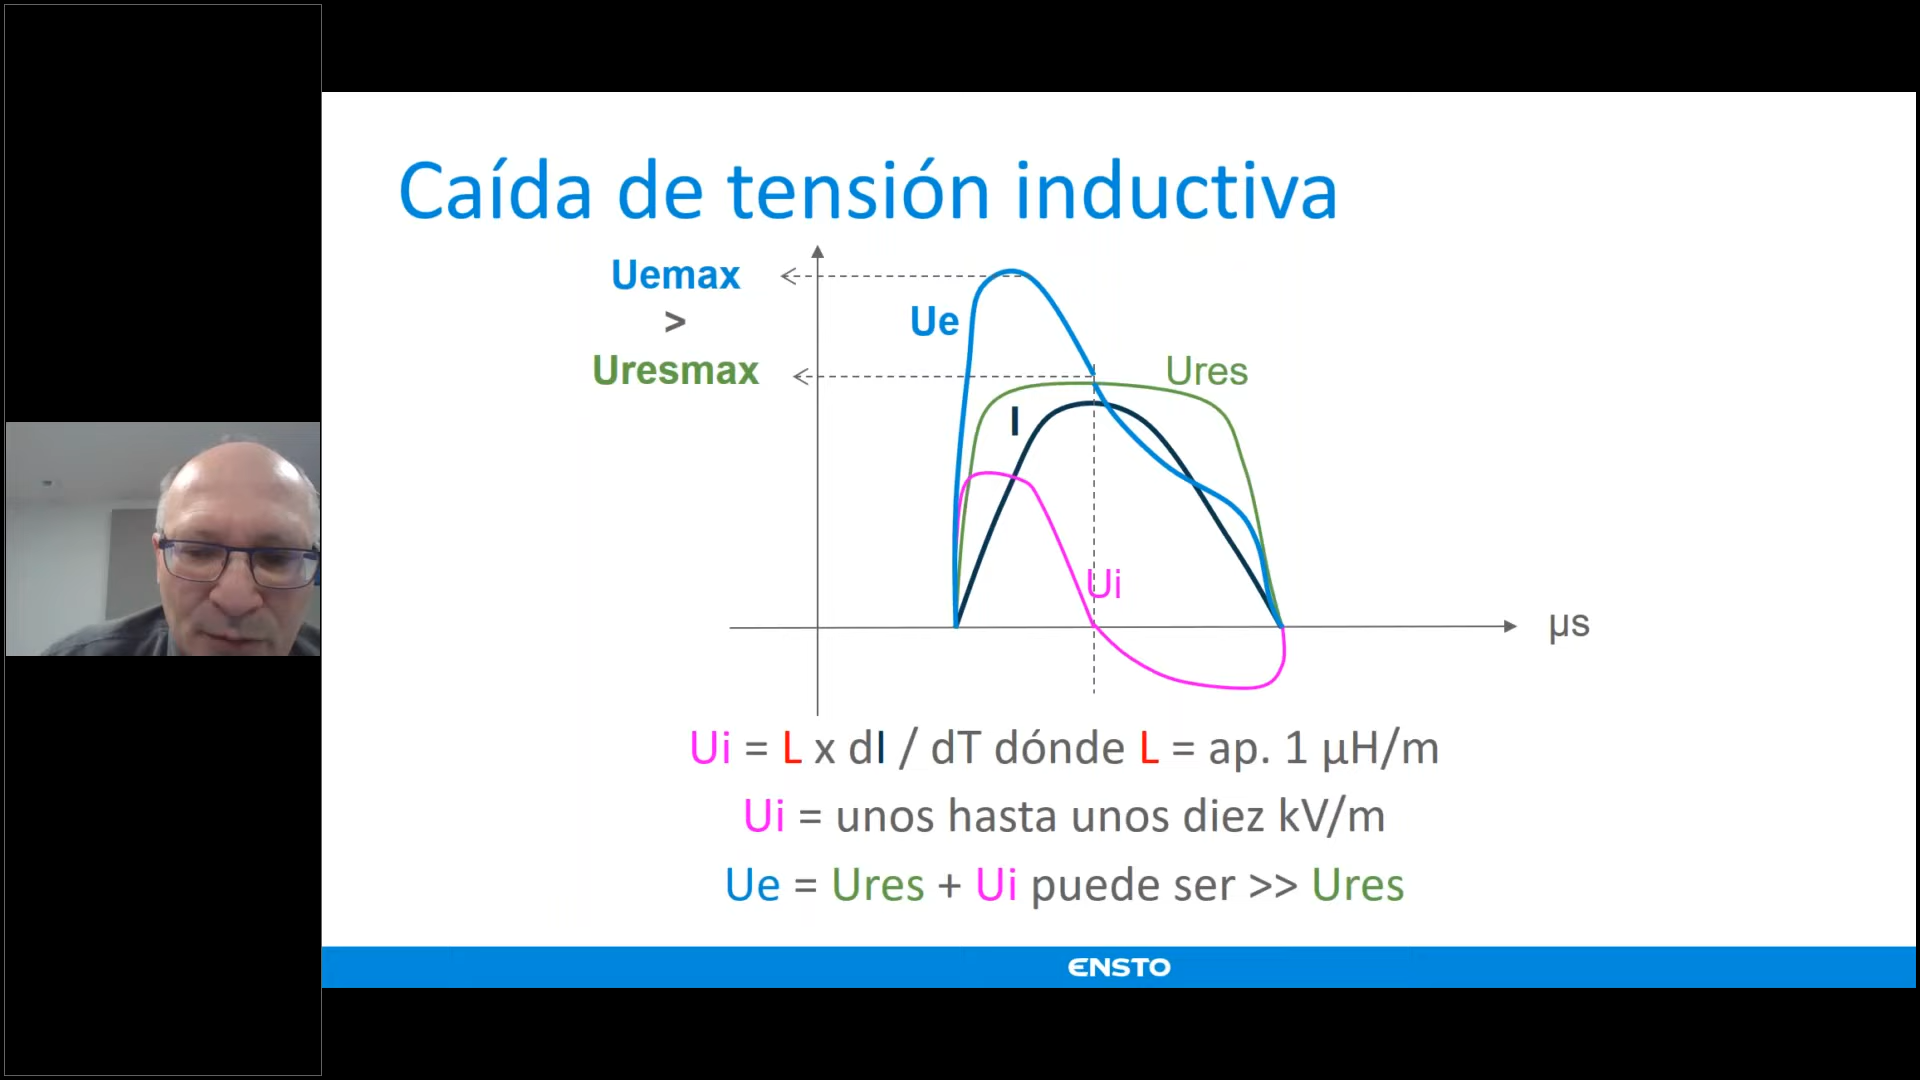 Caída de tensión inductiva
Uemax
>
Uresmax
Ue
Ures
I
Ui
µs
Ui = L x dI / dT dónde L = ap. 1 µH/m
Ui = unos hasta unos diez kV/m
Ue = Ures + Ui puede ser >> Ures
ENSTO